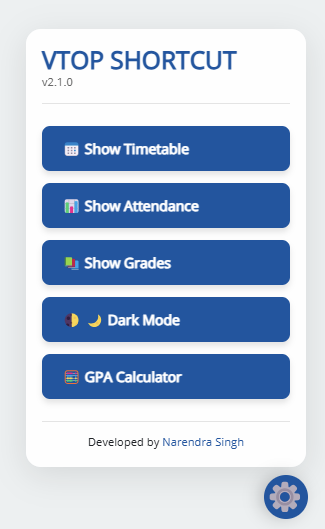 VTOP SHORTCUT
v2.1.0
Show Timetable
Show Attendance
Show Grades
Dark Mode
GPA Calculator
Developed by Narendra Singh